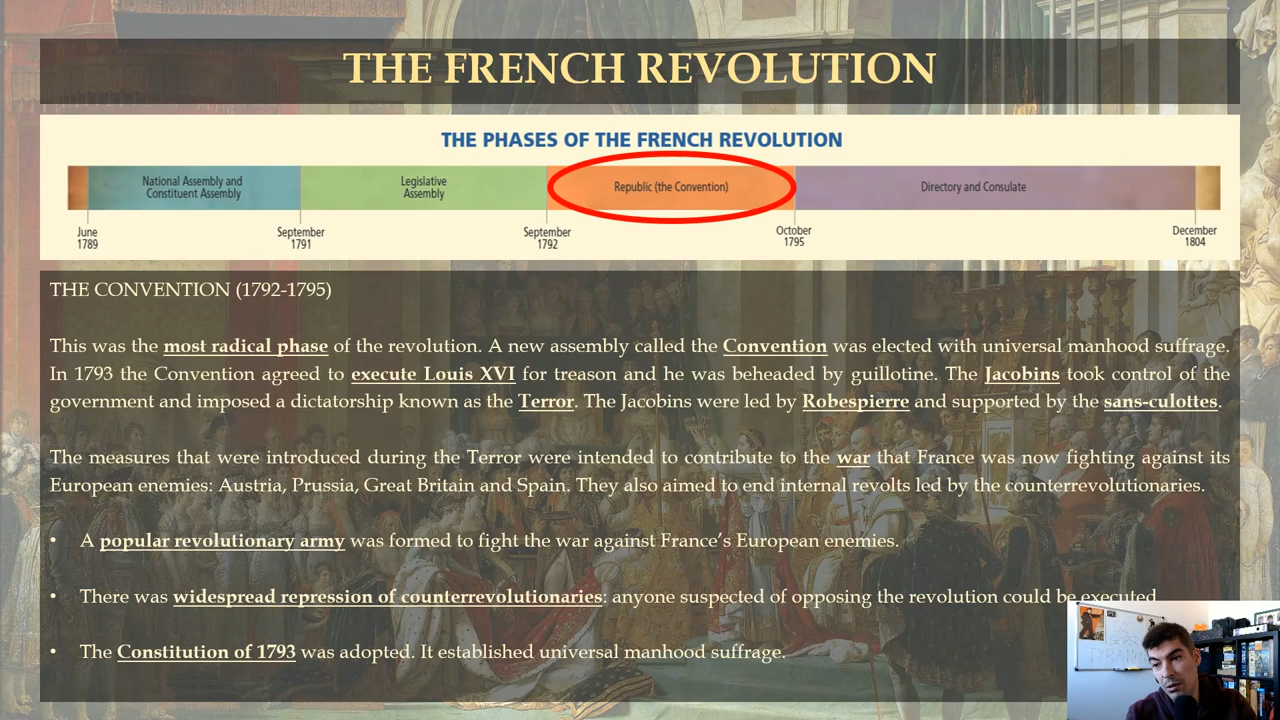 THE FRENCH REVOLUTION
THE PHASES OF THE FRENCH REVOLUTION
National Assembly and
Constituent Assembly
Legislative
Assembly
Republic (the Convention)
Directory and Consulate
June
1789
September
1791
September
1792
October
1795
December
1804
THE CONVENTION (1792-1795)
This was the most radical phase of the revolution. A new assembly called the Convention was elected with universal manhood suffrage.
In 1793 the Convention agreed to execute Louis XVI for treason and he was beheaded by guillotine. The Jacobins took control of the
government and imposed a dictatorship known as the Terror. The Jacobins were led by Robespierre and supported by the sans-culottes.
The measures that were introduced during the Terror were intended to contribute to the war that France was now fighting against its
European enemies: Austria, Prussia, Great Britain and Spain. They also aimed to end internal revolts led by the counterrevolutionaries.
• A popular revolutionary army was formed to fight the war against France’s European enemies.
• There was widespread repression of counterrevolutionaries: anyone suspected of opposing the revolution could be executed
• The Constitution of 1793 was adopted. It established universal manhood suffrage.